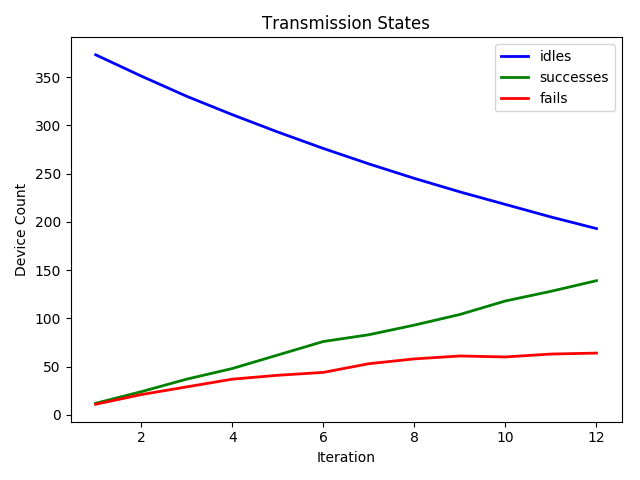 Transmission States
idles
successes
fails
Device Count
350
300
250
200
150
100
50
0
2 4 6 8 10 12
Iteration